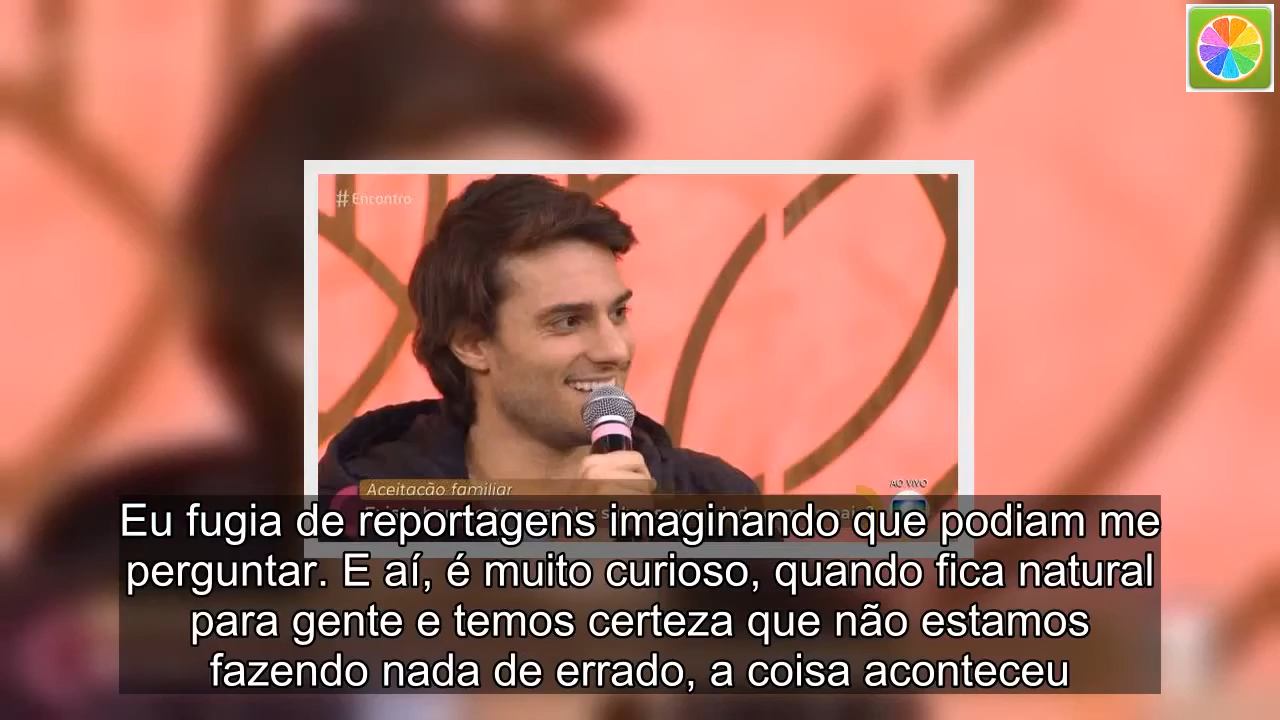 #Encontro
Aceitação familiar
AO VIVO
Eu fugia de reportagens imaginando que podiam me
perguntar. E aí, é muito curioso, quando fica natural
para gente e temos certeza que não estamos
fazendo nada de errado, a coisa aconteceu